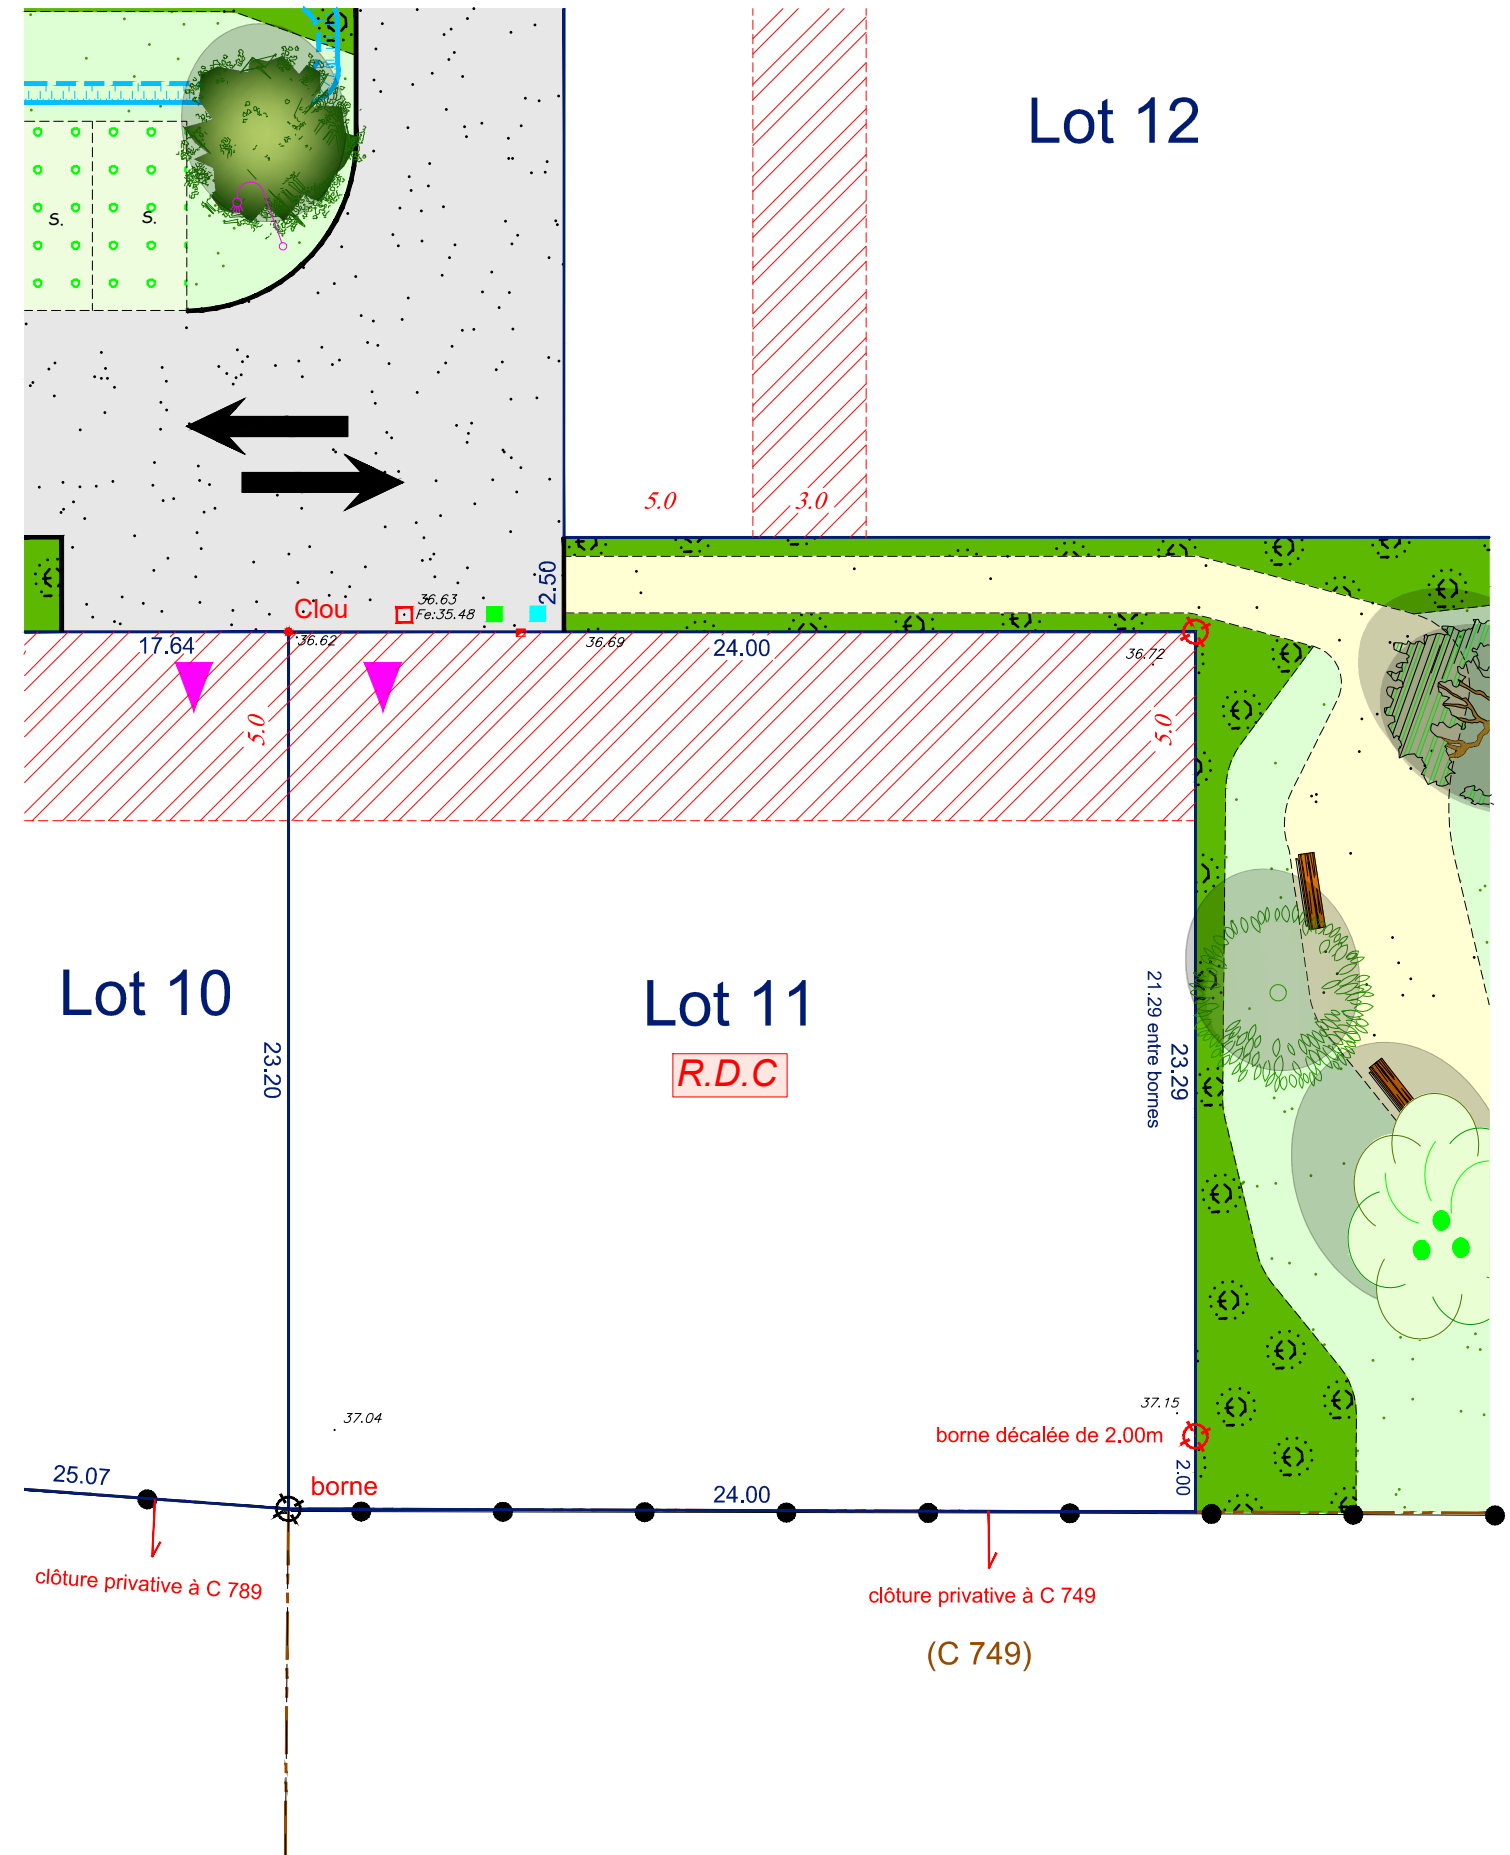 Lot 12
s.
s.
5.0
3.0
2.50
Clou
36.63
Fe:35.48
36.62
36.69
17.64
24.00
36.72
5.0
5.0
Lot 10
Lot 11
R.D.C
23.20
21.29 entre bornes
23.29
37.04
37.15
borne décalée de 2.00m
2.00
25.07
borne
24.00
clôture privative à C 789
clôture privative à C 749
(C 749)